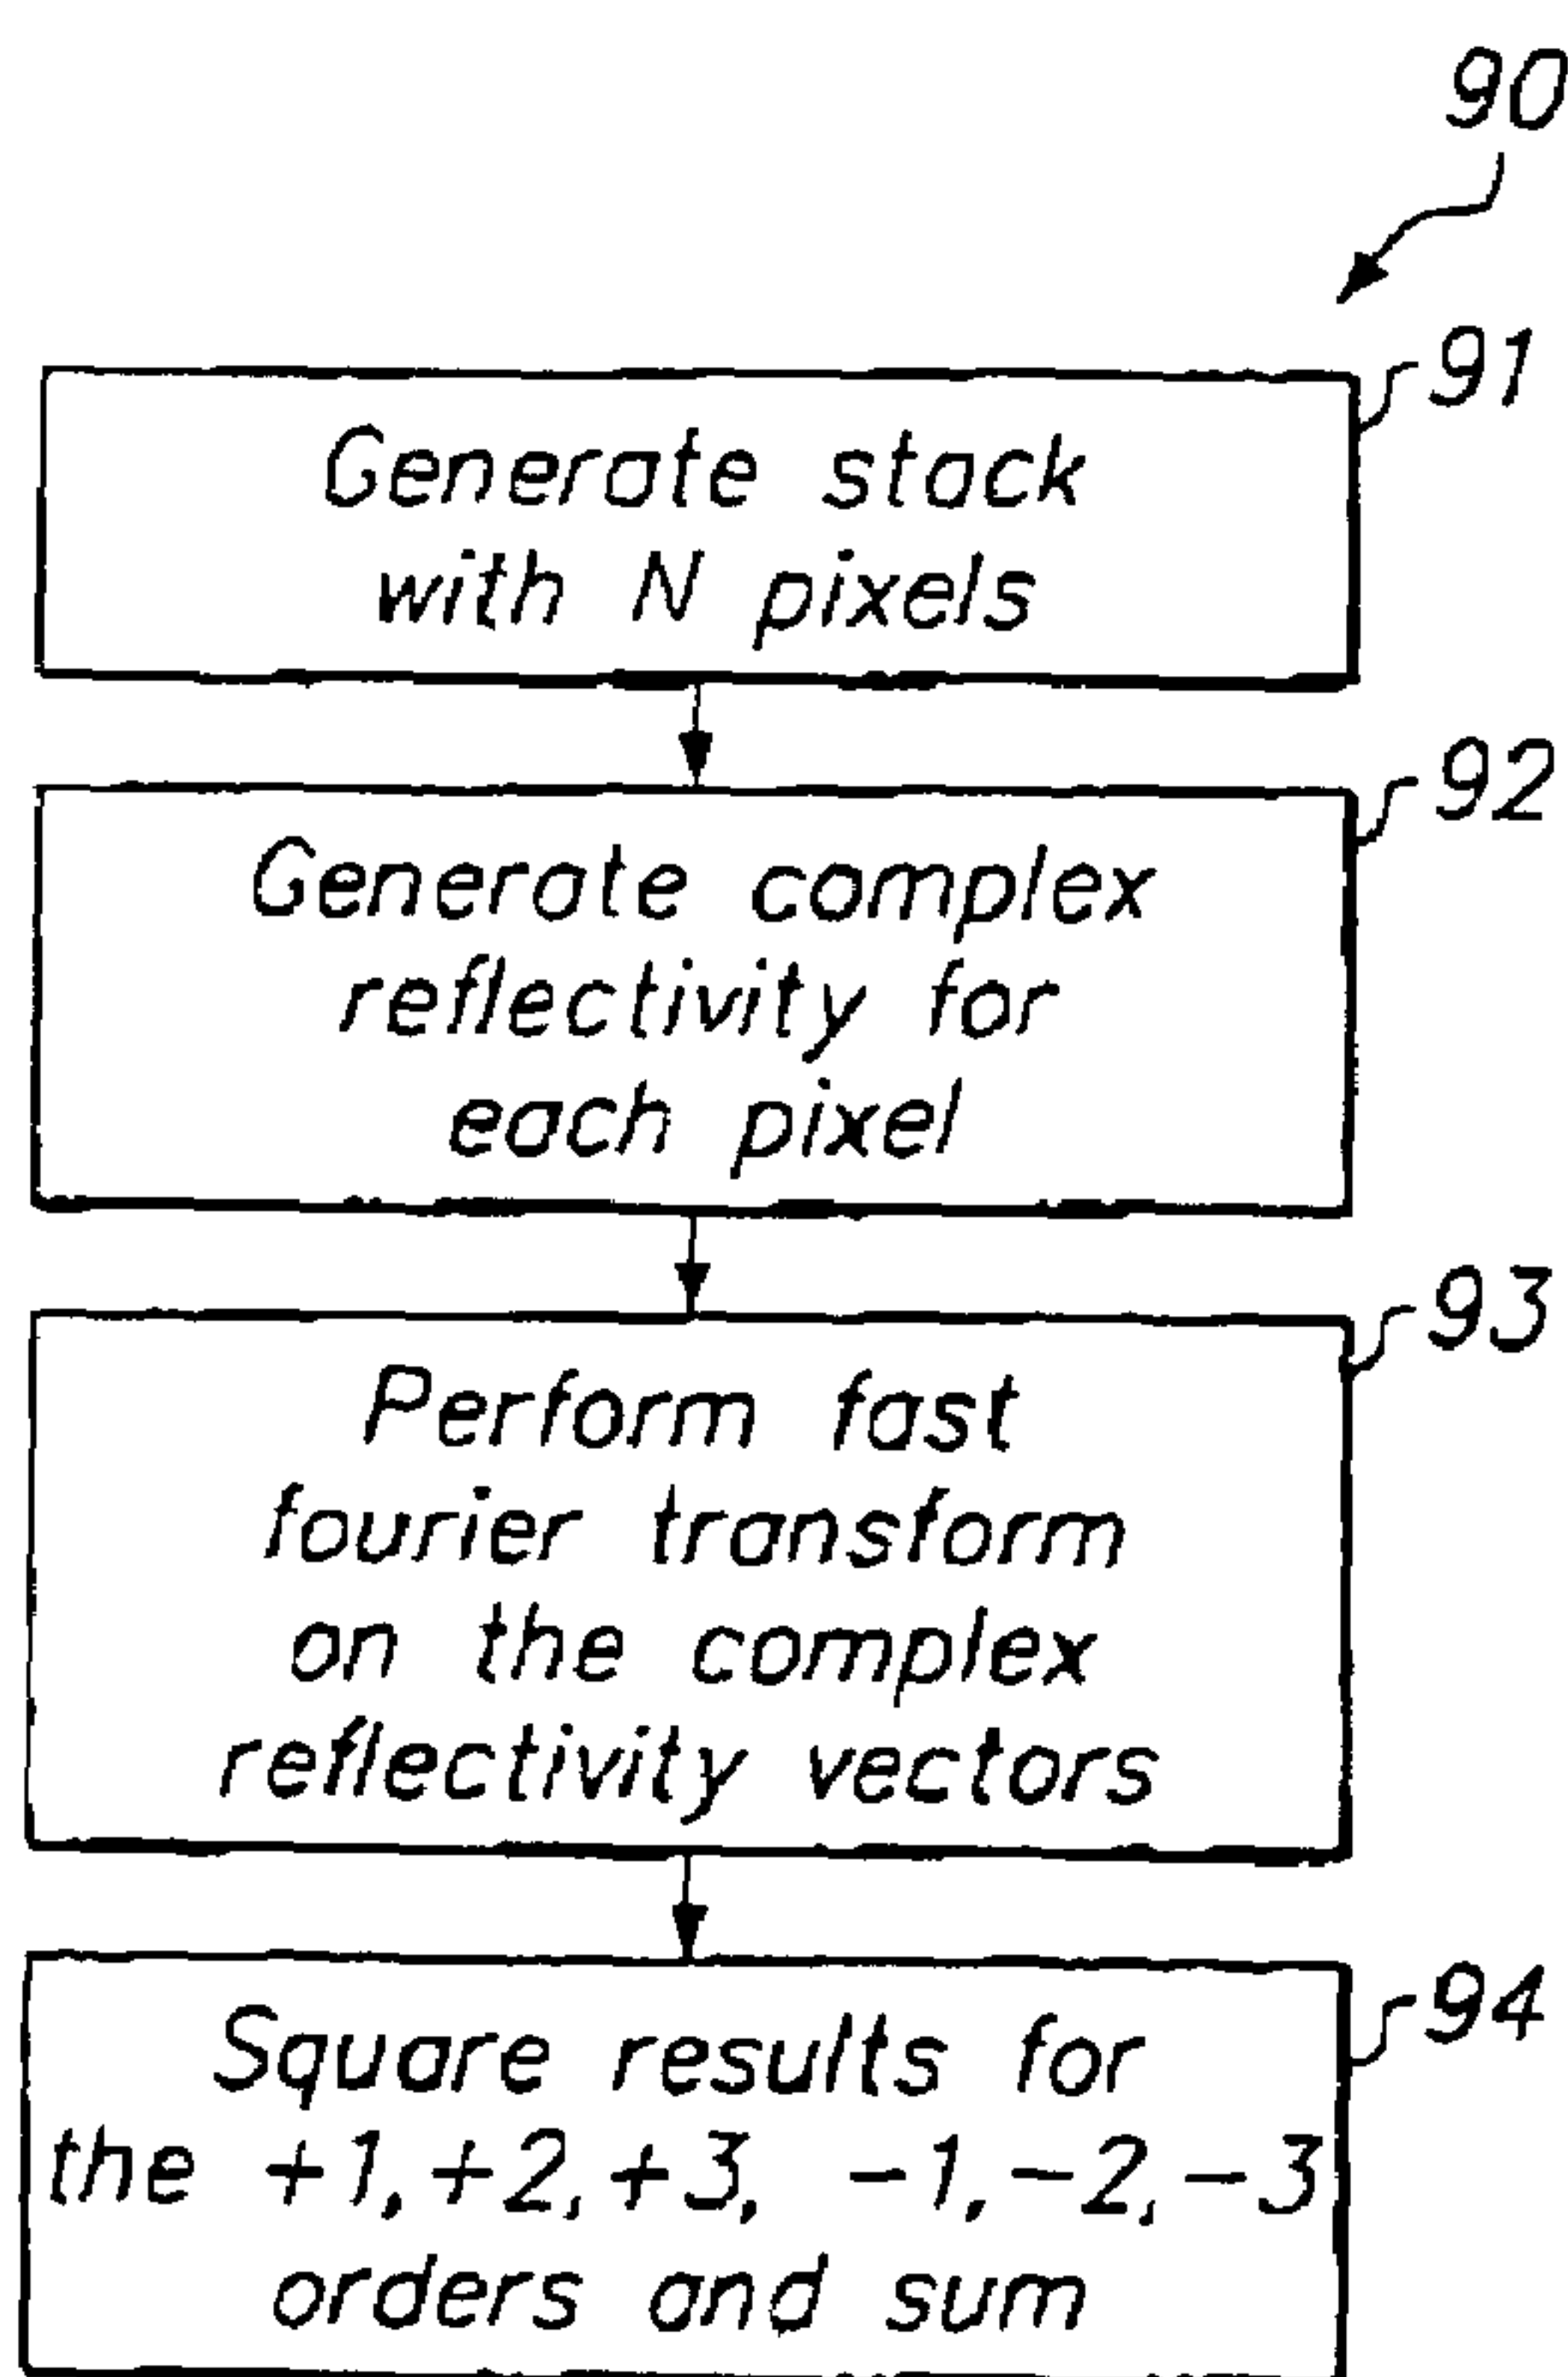 90
91
Generate stack
with N pixels
92
Generate complex
reflectivity for
each pixel
93
Perform fast
fourier transform
on the complex
reflectivity vectors
94
Square results for
the +1,+2,+3, -1,-2,-3
orders and sum